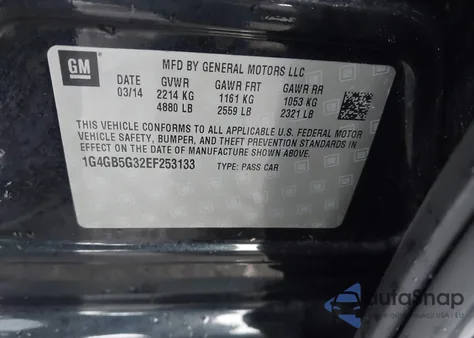 GM
MFD BY GENERAL MOTORS LLC
DATE GVWR GAWR FRT GAWR RR
03/14 2214 KG 1161 KG 1053 KG
4880 LB 2559 LB 2321 LB
THIS VEHICLE CONFORMS TO ALL APPLICABLE U.S. FEDERAL MOTOR
VEHICLE SAFETY, BUMPER, AND THEFT PREVENTION STANDARDS IN
EFFECT ON THE DATE OF MANUFACTURE SHOWN ABOVE.
1G4GB5G32EF253133 TYPE: PASS CAR
AutaSnap